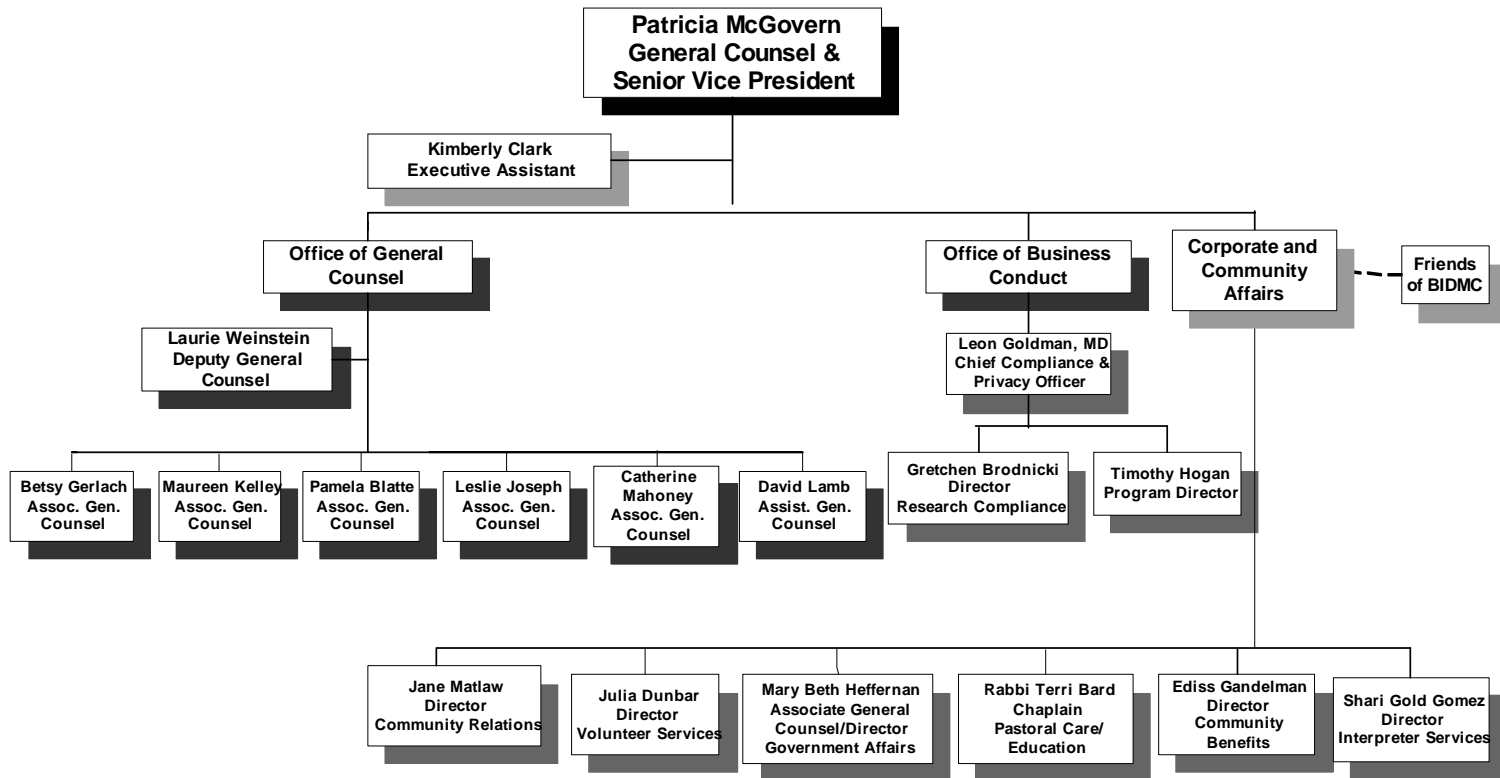 Patricia McGovern
General Counsel &
Senior Vice President
Kimberly Clark
Executive Assistant
Office of General
Counsel
Office of Business
Conduct
Corporate and
Community
Affairs
Friends
of BIDMC
Laurie Weinstein
Deputy General
Counsel
Leon Goldman, MD
Chief Compliance &
Privacy Officer
Betsy Gerlach
Assoc. Gen.
Counsel
Maureen Kelley
Assoc. Gen.
Counsel
Pamela Blatte
Assoc. Gen.
Counsel
Leslie Joseph
Assoc. Gen.
Counsel
Catherine
Mahoney
Assoc. Gen.
Counsel
David Lamb
Assist. Gen.
Counsel
Gretchen Brodnicki
Director
Research Compliance
Timothy Hogan
Program Director
Jane Matlaw
Director
Community Relations
Julia Dunbar
Director
Volunteer Services
Mary Beth Heffernan
Associate General
Counsel/Director
Government Affairs
Rabbi Terri Bard
Chaplain
Pastoral Care/
Education
Ediss Gandelman
Director
Community
Benefits
Shari Gold Gomez
Director
Interpreter Services